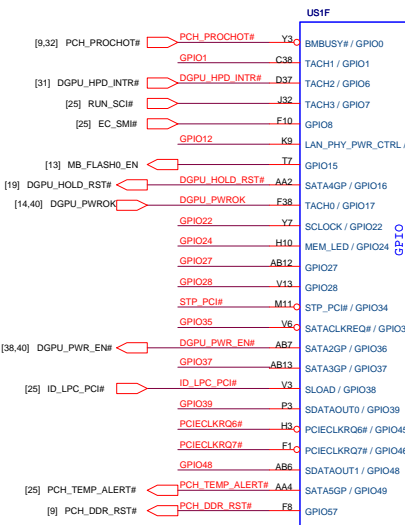 US1F
[9,32] PCH_PROCHOT# PCH_PROCHOT# Y3 BMBUSY# / GPIO0
GPIO1 C38 TACH1 / GPIO1
[31] DGPU_HPD_INTR# DGPU_HPD_INTR# D37 TACH2 / GPIO6
[25] RUN_SCI# J32 TACH3 / GPIO7
[25] EC_SMI# F10 GPIO8
GPIO12 K9 LAN_PHY_PWR_CTRL /
[13] MB_FLASH0_EN T7 GPIO15
[19] DGPU_HOLD_RST# DGPU_HOLD_RST# AA2 SATA4GP / GPIO16
[14,40] DGPU_PWROK DGPU_PWROK F38 TACH0 / GPIO17
GPIO22 Y7 SCLOCK / GPIO22
GPIO24 H10 MEM_LED / GPIO24
GPIO
GPIO27 AB12 GPIO27
GPIO28 V13 GPIO28
STP_PCI# M11 STP_PCI# / GPIO34
GPIO35 V6 SATACLKREQ# / GPIO3
[38,40] DGPU_PWR_EN# DGPU_PWR_EN# AB7 SATA2GP / GPIO36
GPIO37 AB13 SATA3GP / GPIO37
[25] ID_LPC_PCI# ID_LPC_PCI# V3 SLOAD / GPIO38
GPIO39 P3 SDATAOUT0 / GPIO39
PCIECLKRQ6# H3 PCIECLKRQ6# / GPIO45
PCIECLKRQ7# F1 PCIECLKRQ7# / GPIO46
GPIO48 AB6 SDATAOUT1 / GPIO48
[25] PCH_TEMP_ALERT# PCH_TEMP_ALERT# AA4 SATA5GP / GPIO49
[9] PCH_DDR_RST# PCH_DDR_RST# F8 GPIO57